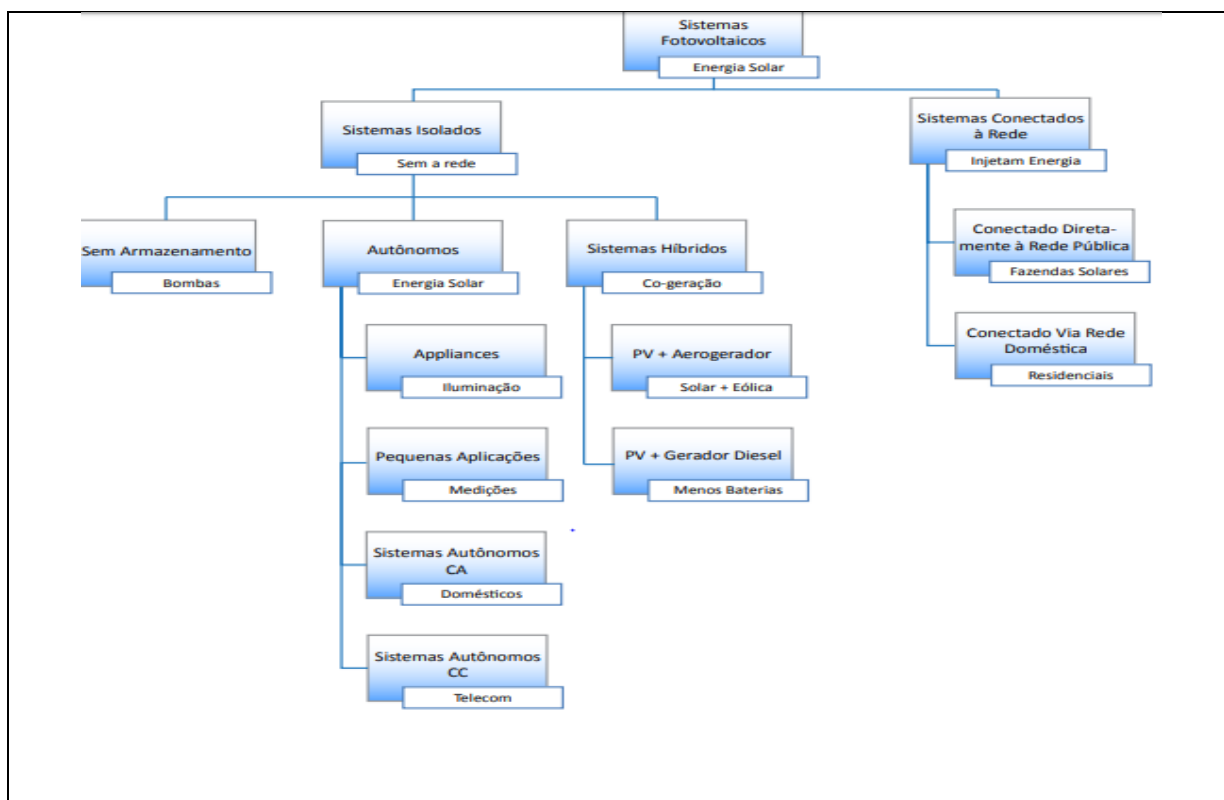 Sistemas
Fotovoltaicos
Energia Solar
Sistemas Isolados
Sem a rede
Sistemas Conectados
à Rede
Injetam Energia
Sem Armazenamento
Bombas
Autônomos
Energia Solar
Sistemas Híbridos
Co-geração
Conectado Direta-
mente à Rede Pública
Fazendas Solares
Appliances
Iluminação
PV + Aerogerador
Solar + Eólica
Conectado Via Rede
Doméstica
Residenciais
Pequenas Aplicações
Medições
PV + Gerador Diesel
Menos Baterias
Sistemas Autônomos
CA
Domésticos
Sistemas Autônomos
CC
Telecom